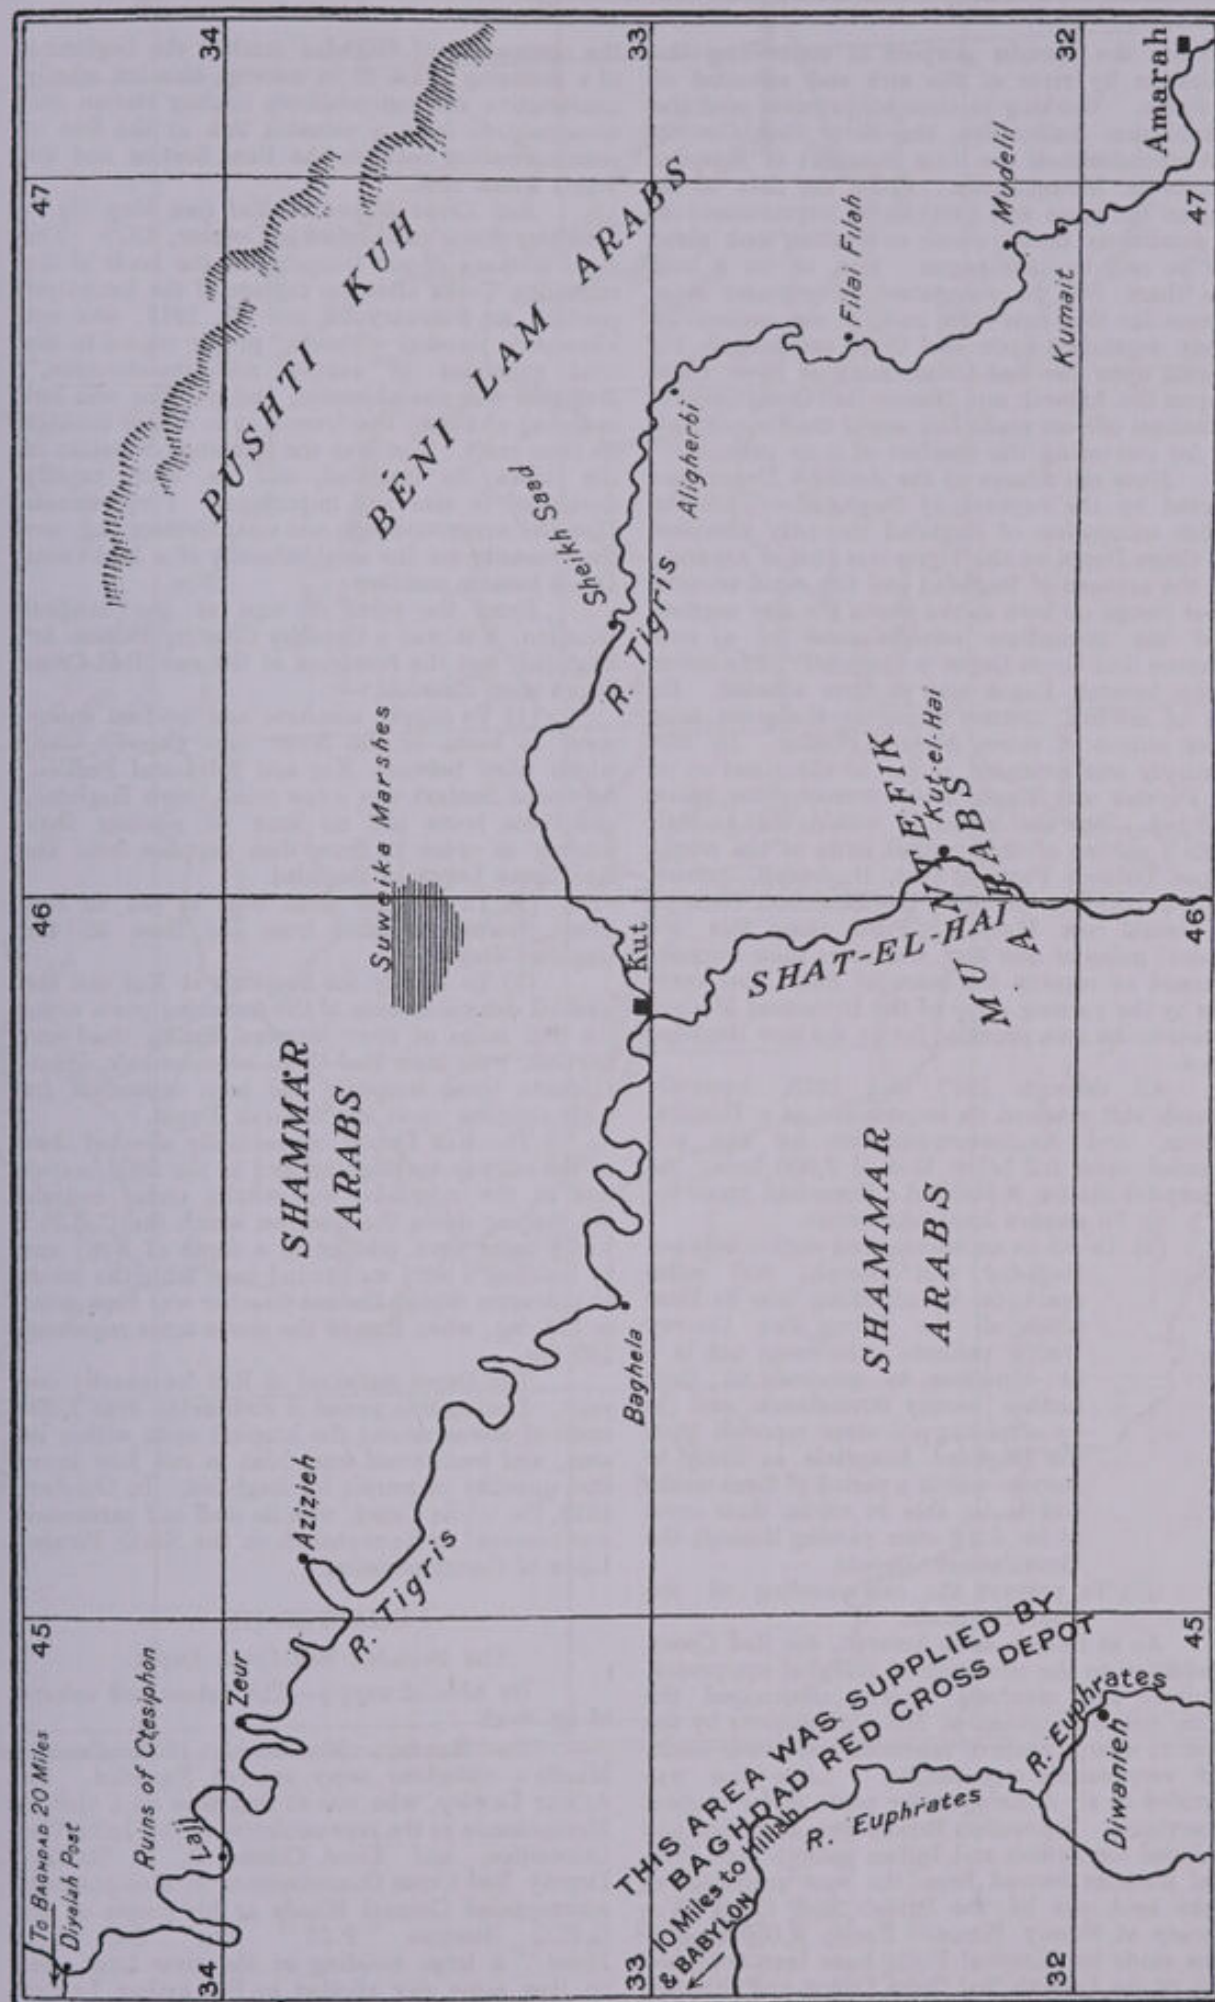 TO BAGHDAD 20 MILES
Diyalah Post
45
46
47
Ruins of Ctesiphon
Lajj
Zeur
34
34
Azizieh
R. Tigris
SHAMMAR
ARABS
Suweika Marshes
PUSHTI KUH
BÉNI LAM ARABS
Baghela
Kut
Sheikh Saad
R. Tigris
Aligherbi
33
33
THIS AREA WAS SUPPLIED BY
BAGHDAD RED CROSS DEPOT
10 Miles to Hillah
& BABYLON
R. Euphrates
R. Euphrates
Diwanieh
SHAMMAR
ARABS
SHAT-EL-HAI
MUANTEFIK
ARABS
Kug-el-Hai
Filai Filah
Mudelil
Kumait
Amarah
32
32
45
46
47